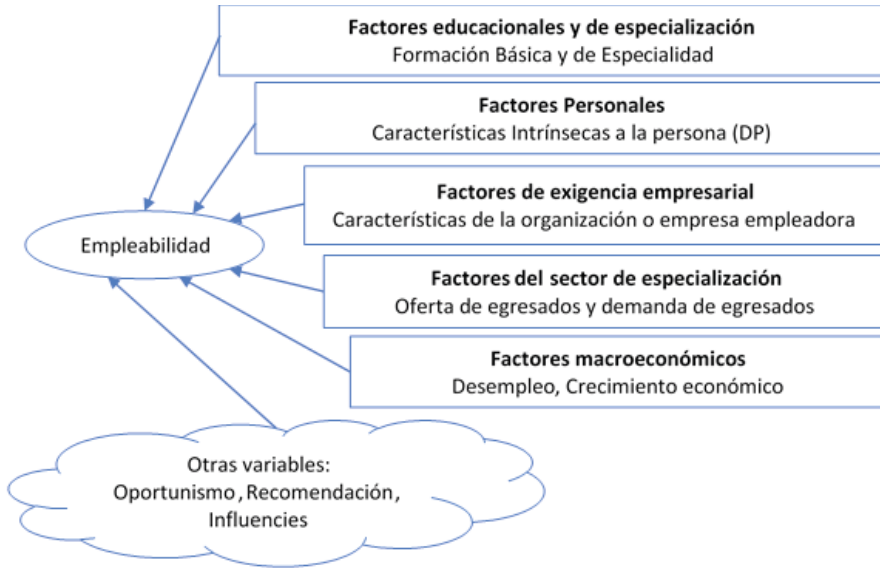 Factores educacionales y de especialización
Formación Básica y de Especialidad
Factores Personales
Características Intrínsecas a la persona (DP)
Factores de exigencia empresarial
Características de la organización o empresa empleadora
Empleabilidad
Factores del sector de especialización
Oferta de egresados y demanda de egresados
Factores macroeconómicos
Desempleo, Crecimiento económico
Otras variables:
Oportunismo, Recomendación,
Influencies